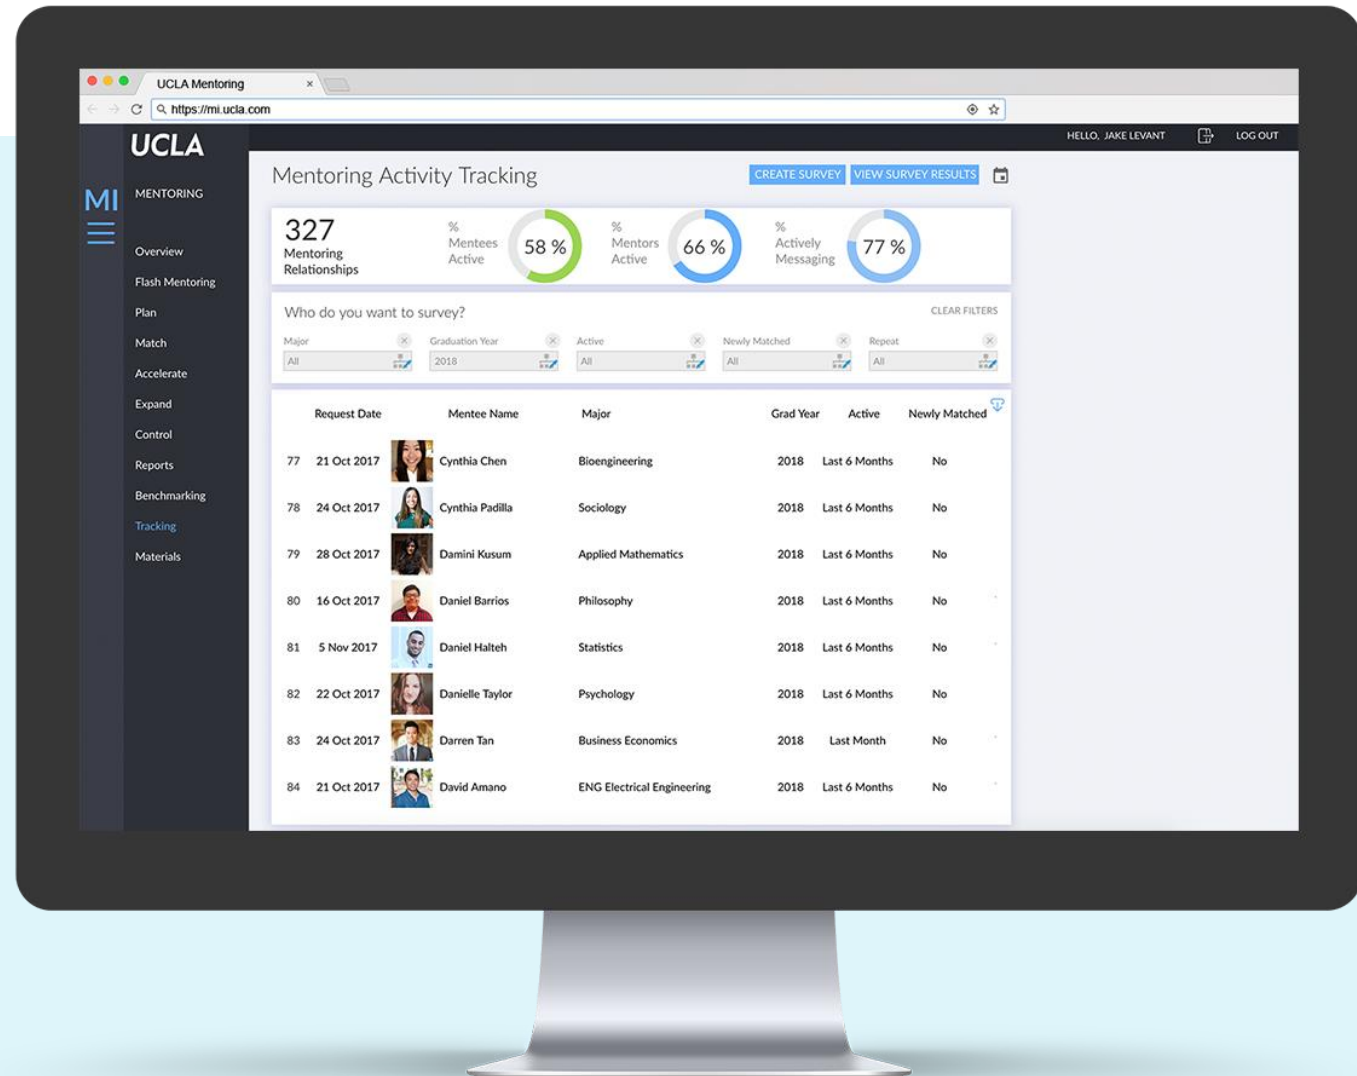 UCLA Mentoring
https://mi.ucla.com
HELLO, JAKE LEVANT
LOG OUT
UCLA
MI
MENTORING
Overview
Flash Mentoring
Plan
Match
Accelerate
Expand
Control
Reports
Benchmarking
Tracking
Materials
Mentoring Activity Tracking
CREATE SURVEY
VIEW SURVEY RESULTS
327
Mentoring
Relationships
%
Mentees
Active
58 %
%
Mentors
Active
66 %
%
Actively
Messaging
77 %
Who do you want to survey?
CLEAR FILTERS
Major Graduation Year Active Newly Matched Repeat
All 2018 All All All
Request Date Mentee Name Major Grad Year Active Newly Matched
77 21 Oct 2017 Cynthia Chen Bioengineering 2018 Last 6 Months No
78 24 Oct 2017 Cynthia Padilla Sociology 2018 Last 6 Months No
79 28 Oct 2017 Damini Kusum Applied Mathematics 2018 Last 6 Months No
80 16 Oct 2017 Daniel Barrios Philosophy 2018 Last 6 Months No
81 5 Nov 2017 Daniel Halteh Statistics 2018 Last 6 Months No
82 22 Oct 2017 Danielle Taylor Psychology 2018 Last 6 Months No
83 24 Oct 2017 Darren Tan Business Economics 2018 Last Month No
84 21 Oct 2017 David Amano ENG Electrical Engineering 2018 Last 6 Months No